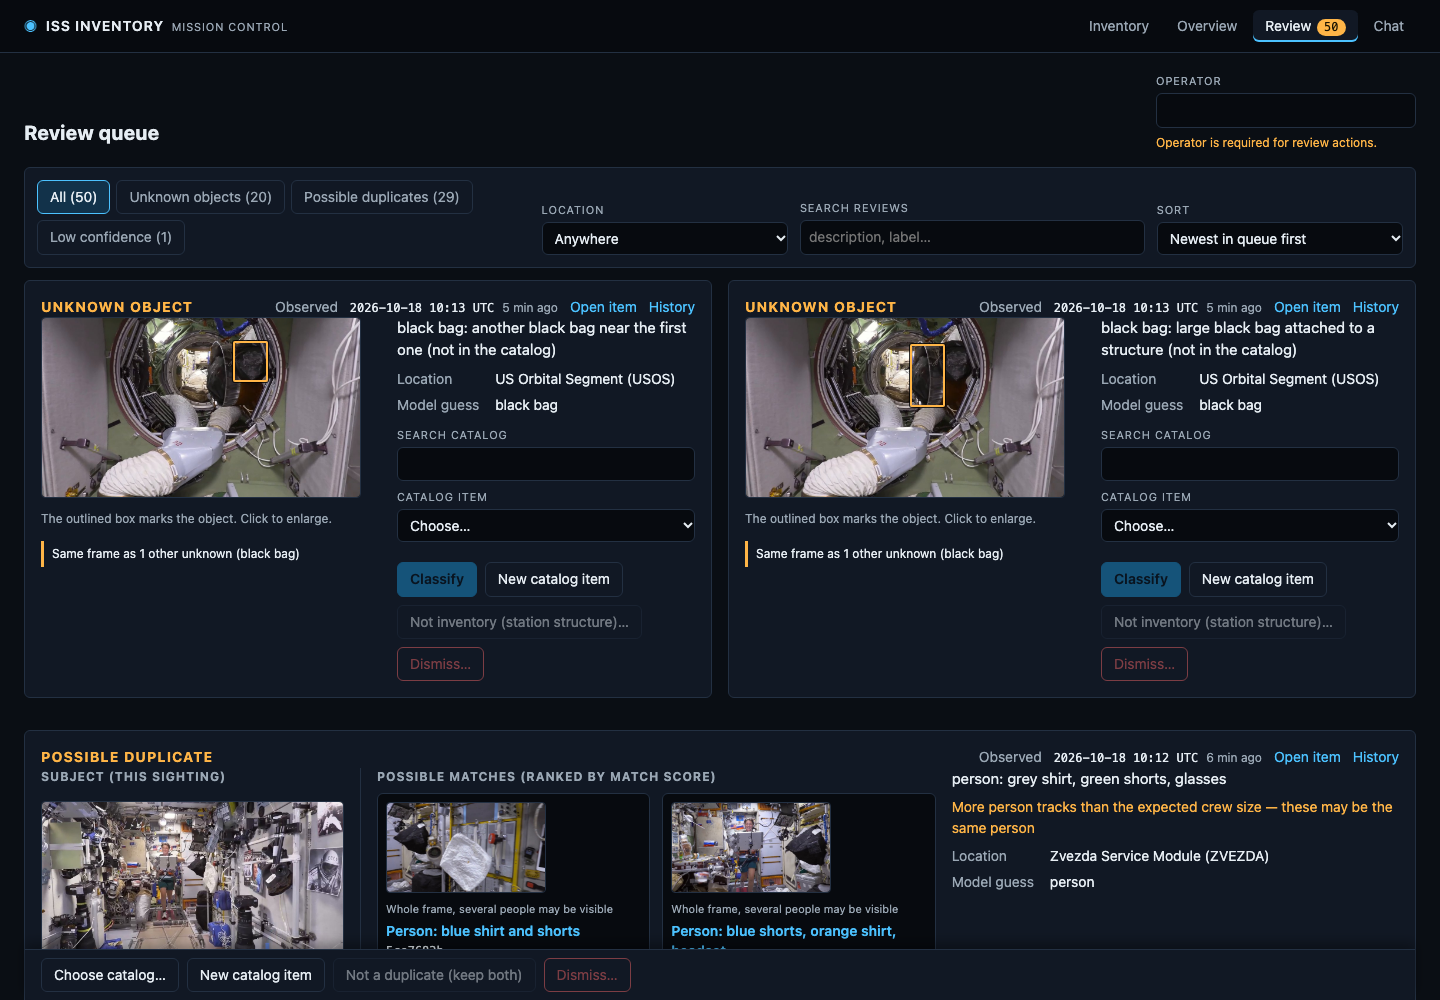 ISS INVENTORY MISSION CONTROL
Inventory
Overview
Review 50
Chat
OPERATOR
Operator is required for review actions.
Review queue
All (50)
Unknown objects (20)
Possible duplicates (29)
Low confidence (1)
LOCATION
Anywhere
SEARCH REVIEWS
description, label...
SORT
Newest in queue first
UNKNOWN OBJECT
Observed 2026-10-18 10:13 UTC 5 min ago Open item History
black bag: another black bag near the first
one (not in the catalog)
Location US Orbital Segment (USOS)
Model guess black bag
SEARCH CATALOG
CATALOG ITEM
Choose...
The outlined box marks the object. Click to enlarge.
Same frame as 1 other unknown (black bag)
Classify
New catalog item
Not inventory (station structure)...
Dismiss...
UNKNOWN OBJECT
Observed 2026-10-18 10:13 UTC 5 min ago Open item History
black bag: large black bag attached to a
structure (not in the catalog)
Location US Orbital Segment (USOS)
Model guess black bag
SEARCH CATALOG
CATALOG ITEM
Choose...
The outlined box marks the object. Click to enlarge.
Same frame as 1 other unknown (black bag)
Classify
New catalog item
Not inventory (station structure)...
Dismiss...
POSSIBLE DUPLICATE
Observed 2026-10-18 10:12 UTC 6 min ago Open item History
SUBJECT (THIS SIGHTING)
POSSIBLE MATCHES (RANKED BY MATCH SCORE)
Whole frame, several people may be visible
Person: blue shirt and shorts
Whole frame, several people may be visible
Person: blue shorts, orange shirt,
person: grey shirt, green shorts, glasses
More person tracks than the expected crew size — these may be the
same person
Location Zvezda Service Module (ZVEZDA)
Model guess person
Choose catalog...
New catalog item
Not a duplicate (keep both)
Dismiss...